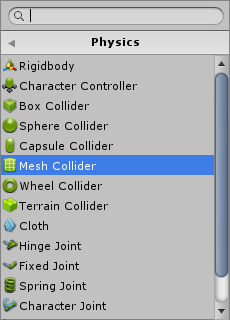 Physics
Rigidbody
Character Controller
Box Collider
Sphere Collider
Capsule Collider
Mesh Collider
Wheel Collider
Terrain Collider
Cloth
Hinge Joint
Fixed Joint
Spring Joint
Character Joint